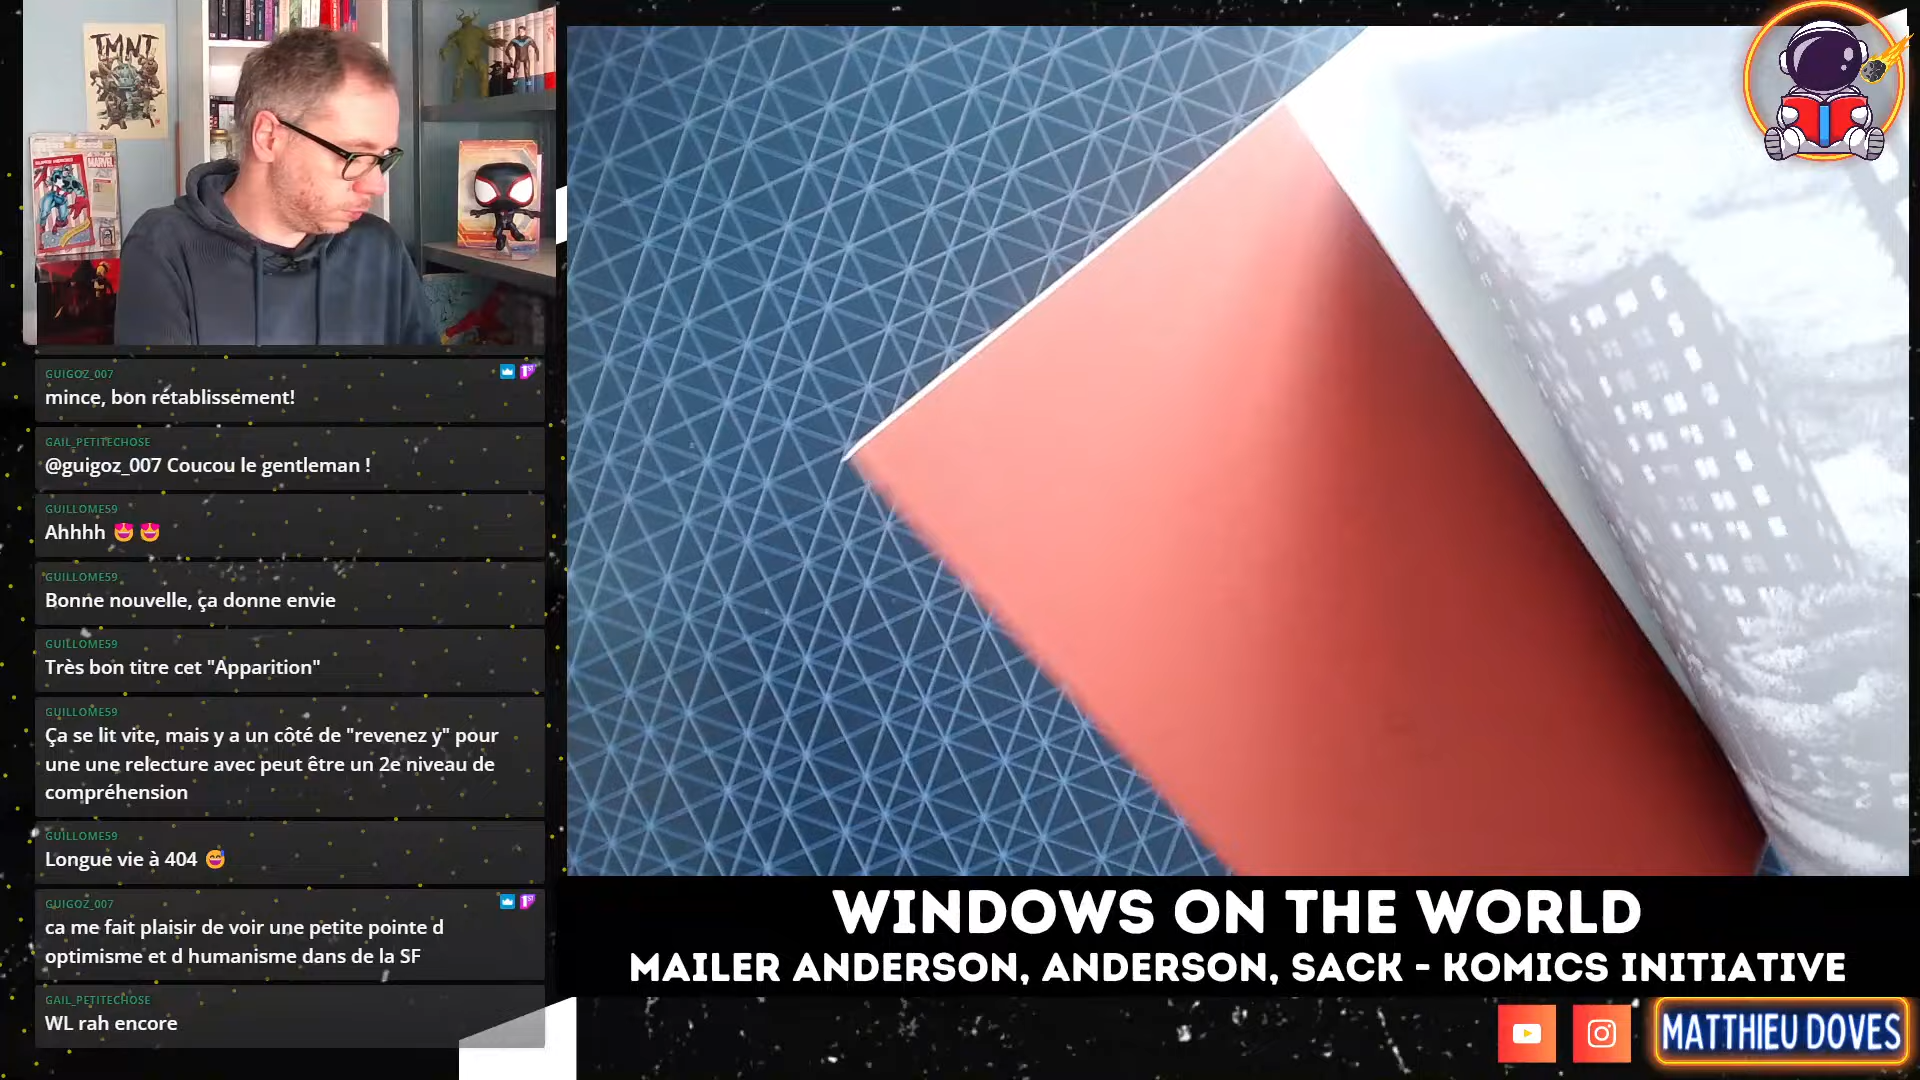 TMNT
MARVEL
GUIGOZ_007
mince, bon rétablissement!
GAIL_PETITECHOSE
@guigoz_007 Coucou le gentleman !
GUILLOME59
Ahhhh 😍 😍
GUILLOME59
Bonne nouvelle, ça donne envie
GUILLOME59
Très bon titre cet "Apparition"
GUILLOME59
Ça se lit vite, mais y a un côté de "revenez y" pour
une une relecture avec peut être un 2e niveau de
compréhension
GUILLOME59
Longue vie à 404 😅
GUIGOZ_007
ca me fait plaisir de voir une petite pointe d
optimisme et d humanisme dans de la SF
GAIL_PETITECHOSE
WL rah encore
WINDOWS ON THE WORLD
MAILER ANDERSON, ANDERSON, SACK - KOMICS INITIATIVE
MATTHIEU DOVES